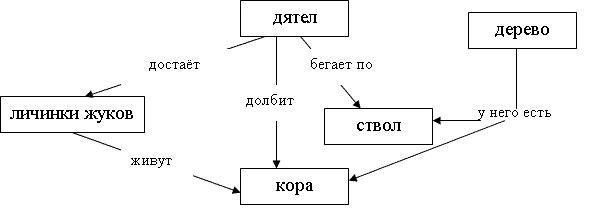 дятел
дерево
достаёт
бегает по
долбит
личинки жуков
ствол
у него есть
живут
кора